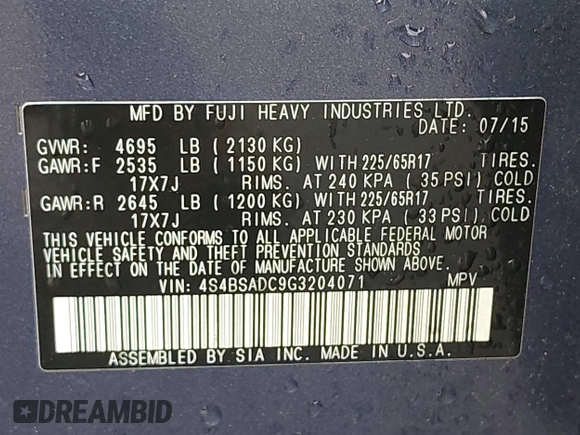 MFD BY FUJI HEAVY INDUSTRIES LTD.
DATE: 07/15
GVWR: 4695 LB ( 2130 KG)
GAWR:F 2535 LB ( 1150 KG) WITH 225/65R17 TIRES.
17X7J RIMS. AT 240 KPA ( 35 PSI) COLD
GAWR:R 2645 LB ( 1200 KG) WITH 225/65R17 TIRES.
17X7J RIMS. AT 230 KPA ( 33 PSI) COLD
THIS VEHICLE CONFORMS TO ALL APPLICABLE FEDERAL MOTOR
VEHICLE SAFETY AND THEFT PREVENTION STANDARDS
IN EFFECT ON THE DATE OF MANUFACTURE SHOWN ABOVE.
VIN: 4S4BSADC9G3204071 MPV
ASSEMBLED BY SIA INC. MADE IN U.S.A.
DREAMBID